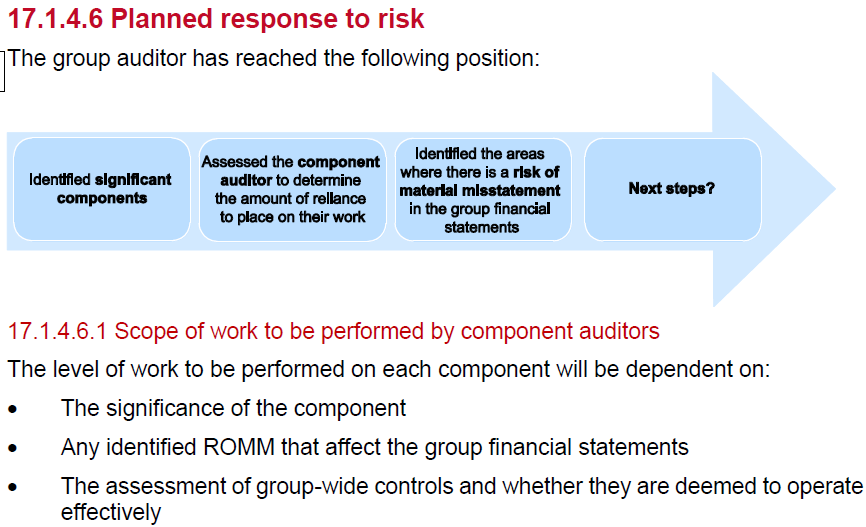 17.1.4.6 Planned response to risk
The group auditor has reached the following position:
Identified significant
components
Assessed the component
auditor to determine
the amount of reliance
to place on their work
Identified the areas
where there is a risk of
material misstatement
in the group financial
statements
Next steps?
17.1.4.6.1 Scope of work to be performed by component auditors
The level of work to be performed on each component will be dependent on:
• The significance of the component
• Any identified ROMM that affect the group financial statements
• The assessment of group-wide controls and whether they are deemed to operate
effectively